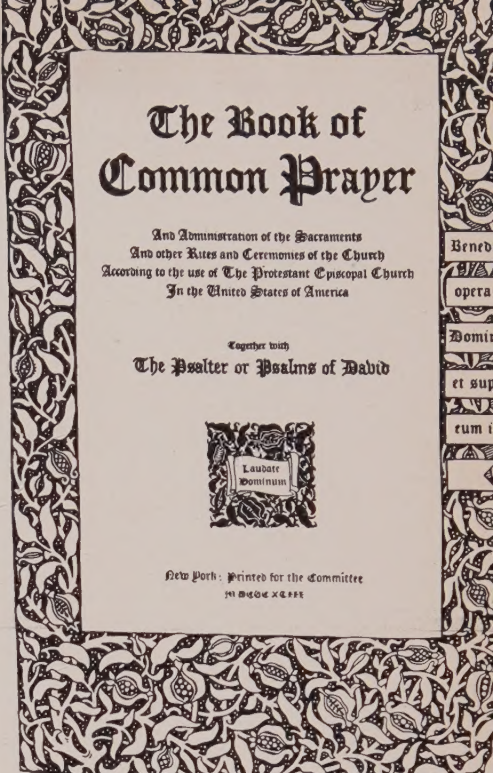 The Book of
Common Prayer
And Administration of the Sacraments
And other Rites and Ceremonies of the Church
According to the use of The Protestant Episcopal Church
In the United States of America
Together with
The Psalter or Psalms of David
Laudate
Dominum
New York: Printed for the Committee
MDCCCXCIII
Bened
opera
Domin
et sup
eum i